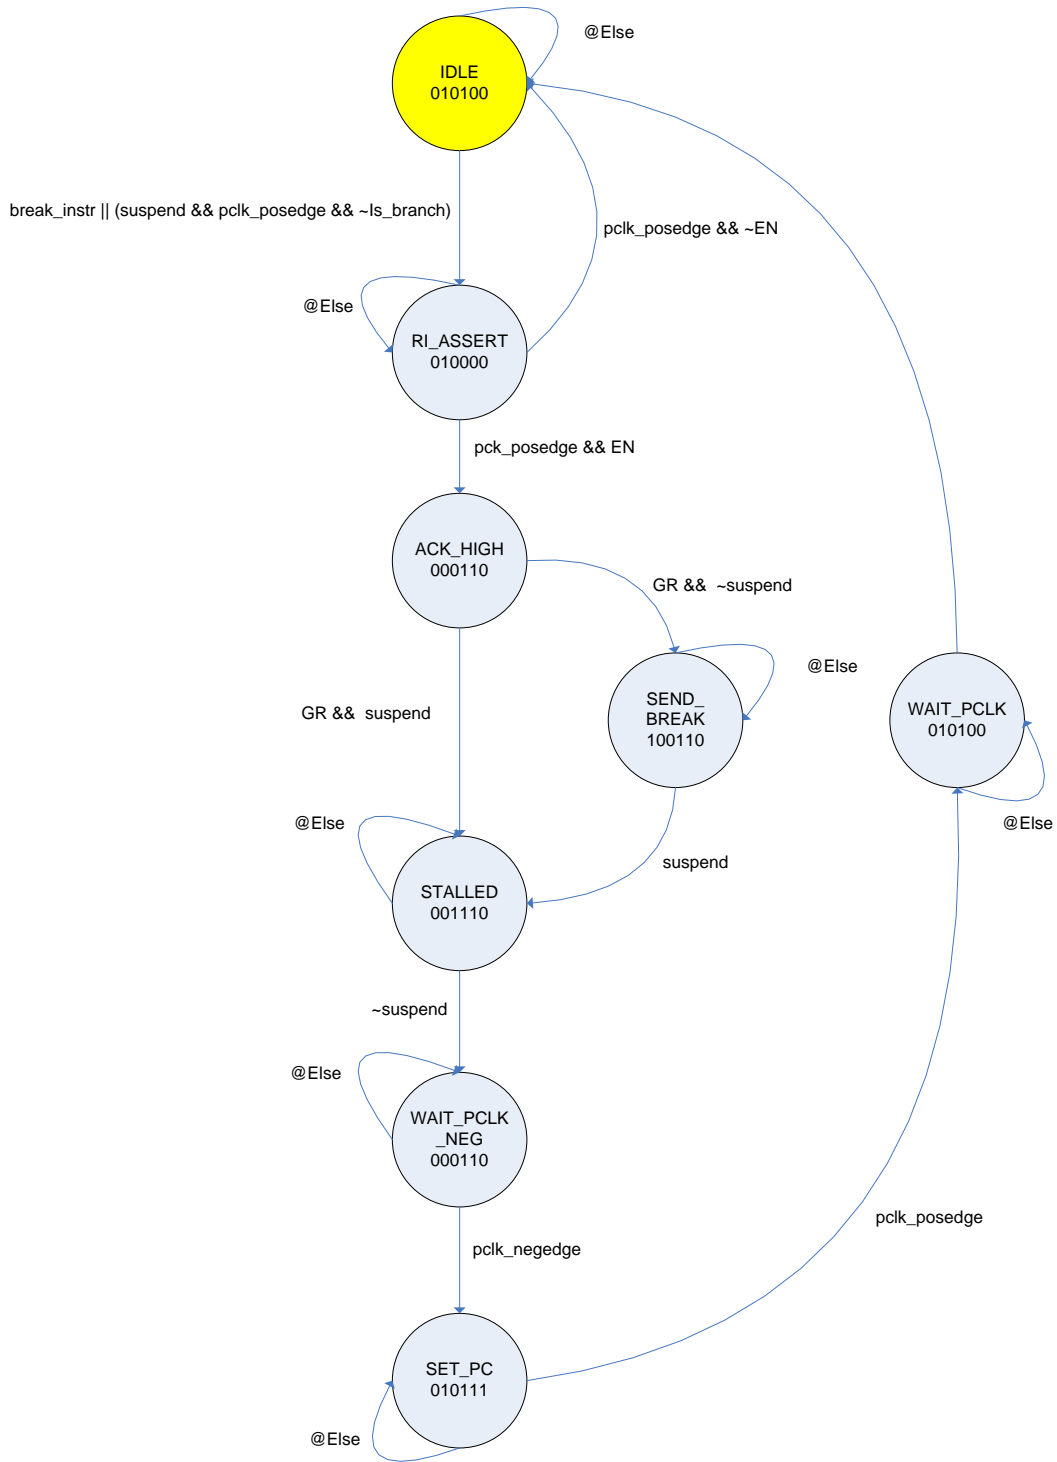 @Else
IDLE
010100
break_instr || (suspend && pclk_posedge && ~Is_branch)
pclk_posedge && ~EN
@Else
RI_ASSERT
010000
pck_posedge && EN
ACK_HIGH
000110
GR && ~suspend
@Else
SEND_
BREAK
100110
WAIT_PCLK
010100
GR && suspend
@Else
@Else
suspend
STALLED
001110
~suspend
@Else
WAIT_PCLK
_NEG
000110
pclk_posedge
pclk_negedge
SET_PC
010111
@Else